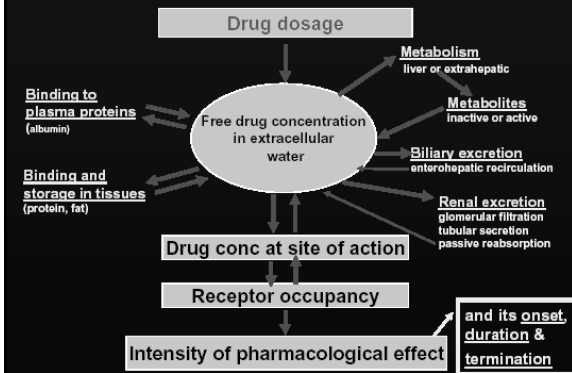 Drug dosage
Metabolism
liver or extrahepatic
Binding to
plasma proteins
(albumin)
Free drug concentration
in extracellular
water
Metabolites
inactive or active
Biliary excretion
enterohepatic recirculation
Binding and
storage in tissues
(protein, fat)
Renal excretion
glomerular filtration
tubular secretion
passive reabsorption
Drug conc at site of action
Receptor occupancy
Intensity of pharmacological effect
and its onset,
duration &
termination